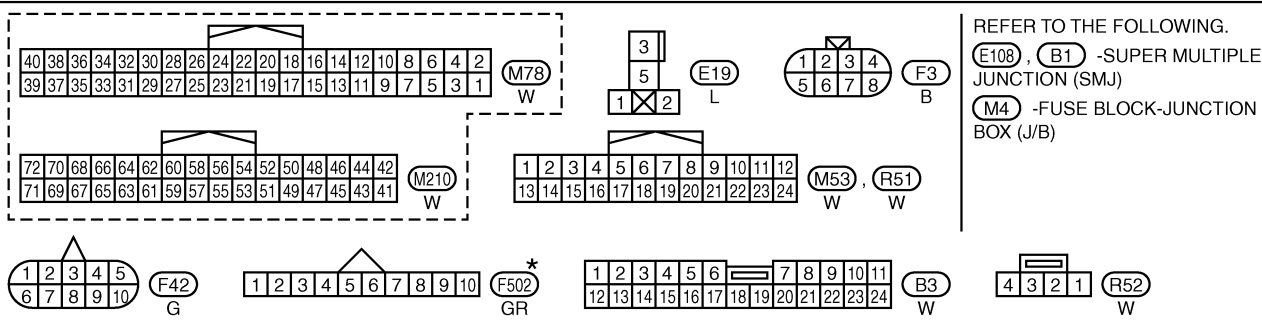 40 38 36 34 32 30 28 26 24 22 20 18 16 14 12 10 8 6 4 2
39 37 35 33 31 29 27 25 23 21 19 17 15 13 11 9 7 5 3 1
M78
W
3
5
1 2
E19
L
1 2 3 4
5 6 7 8
F3
B
REFER TO THE FOLLOWING.
E108 , B1 -SUPER MULTIPLE
JUNCTION (SMJ)
M4 -FUSE BLOCK-JUNCTION
BOX (J/B)
72 70 68 66 64 62 60 58 56 54 52 50 48 46 44 42
71 69 67 65 63 61 59 57 55 53 51 49 47 45 43 41
M210
W
1 2 3 4 5 6 7 8 9 10 11 12
13 14 15 16 17 18 19 20 21 22 23 24
M53 , R51
W W
1 2 3 4 5
6 7 8 9 10
F42
G
1 2 3 4 5 6 7 8 9 10
*
F502
GR
1 2 3 4 5 6 7 8 9 10 11
12 13 14 15 16 17 18 19 20 21 22 23 24
B3
W
4 3 2 1
R52
W